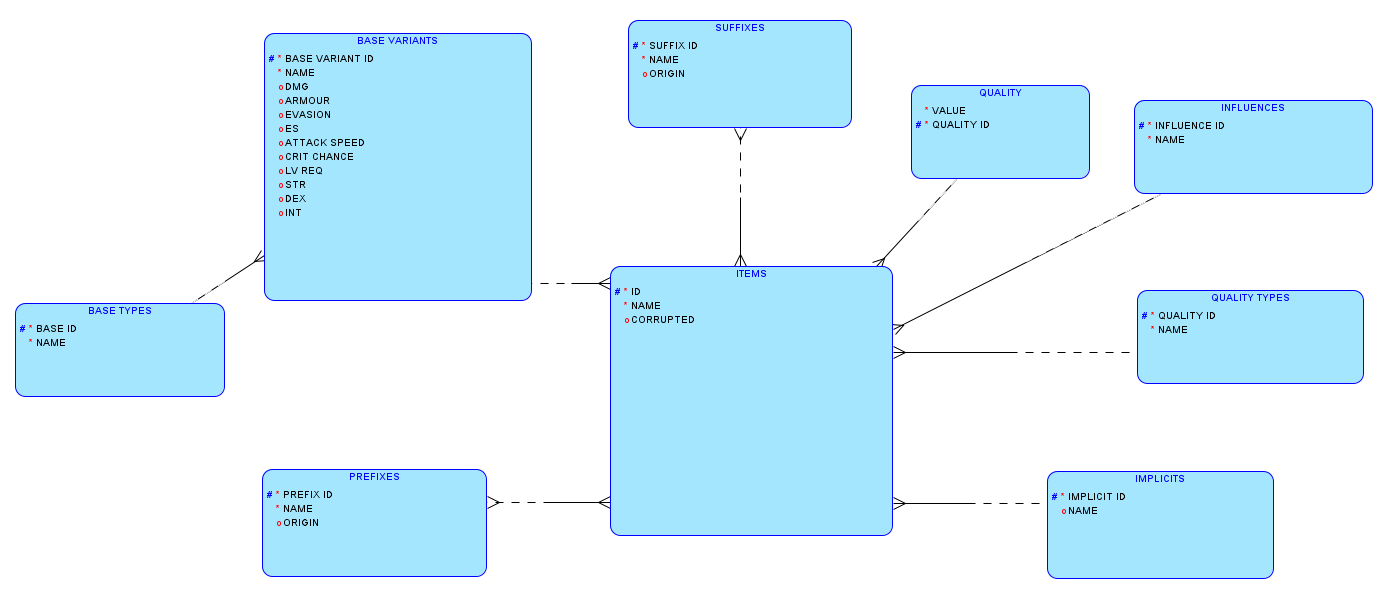 BASE VARIANTS
# * BASE VARIANT ID
* NAME
o DMG
o ARMOUR
o EVASION
o ES
o ATTACK SPEED
o CRIT CHANCE
o LV REQ
o STR
o DEX
o INT
SUFFIXES
# * SUFFIX ID
* NAME
o ORIGIN
QUALITY
* VALUE
# * QUALITY ID
INFLUENCES
# * INFLUENCE ID
* NAME
BASE TYPES
# * BASE ID
* NAME
ITEMS
# * ID
* NAME
o CORRUPTED
QUALITY TYPES
# * QUALITY ID
* NAME
PREFIXES
# * PREFIX ID
* NAME
o ORIGIN
IMPLICITS
# * IMPLICIT ID
o NAME